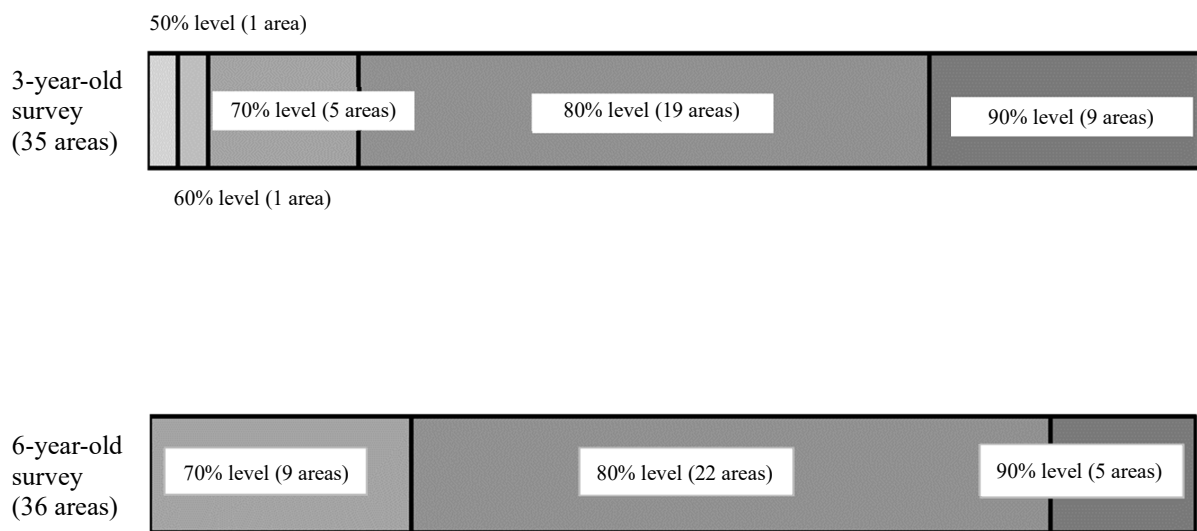 50% level (1 area)
3-year-old
survey
(35 areas)
70% level (5 areas)
80% level (19 areas)
90% level (9 areas)
60% level (1 area)
6-year-old
survey
(36 areas)
70% level (9 areas)
80% level (22 areas)
90% level (5 areas)